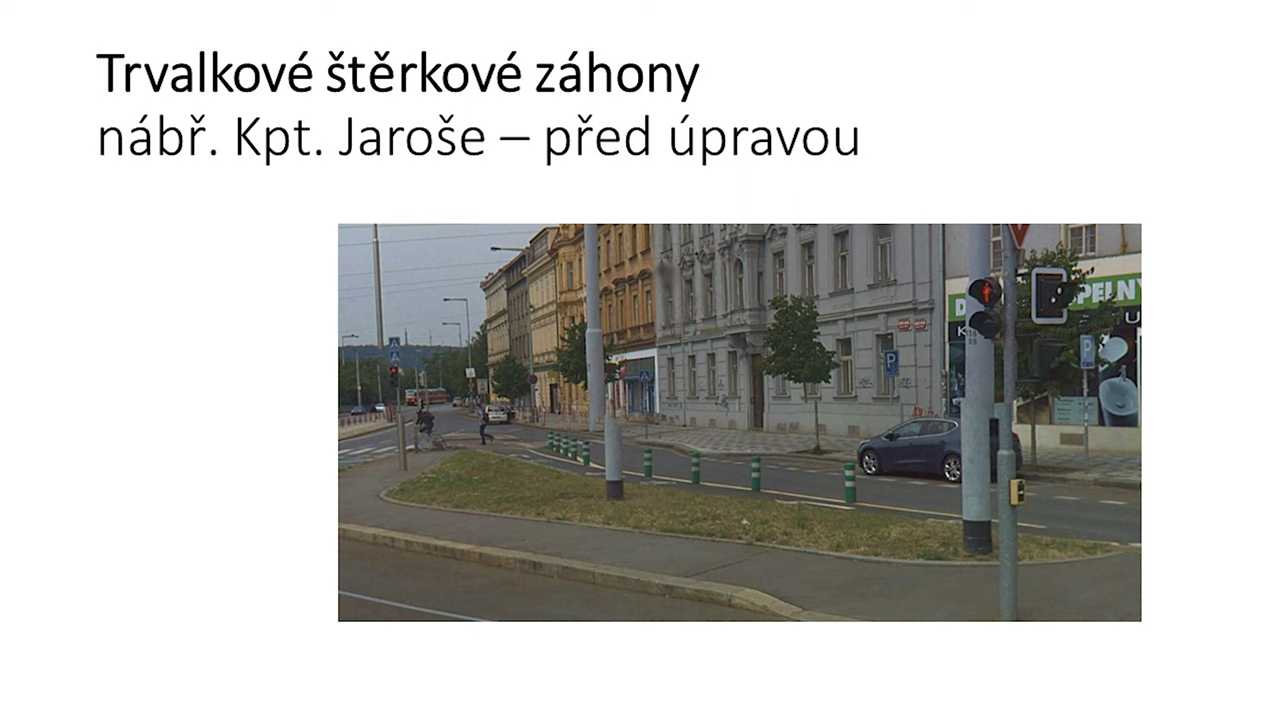 Trvalkové štěrkové záhony
nábř. Kpt. Jaroše – před úpravou
P
P